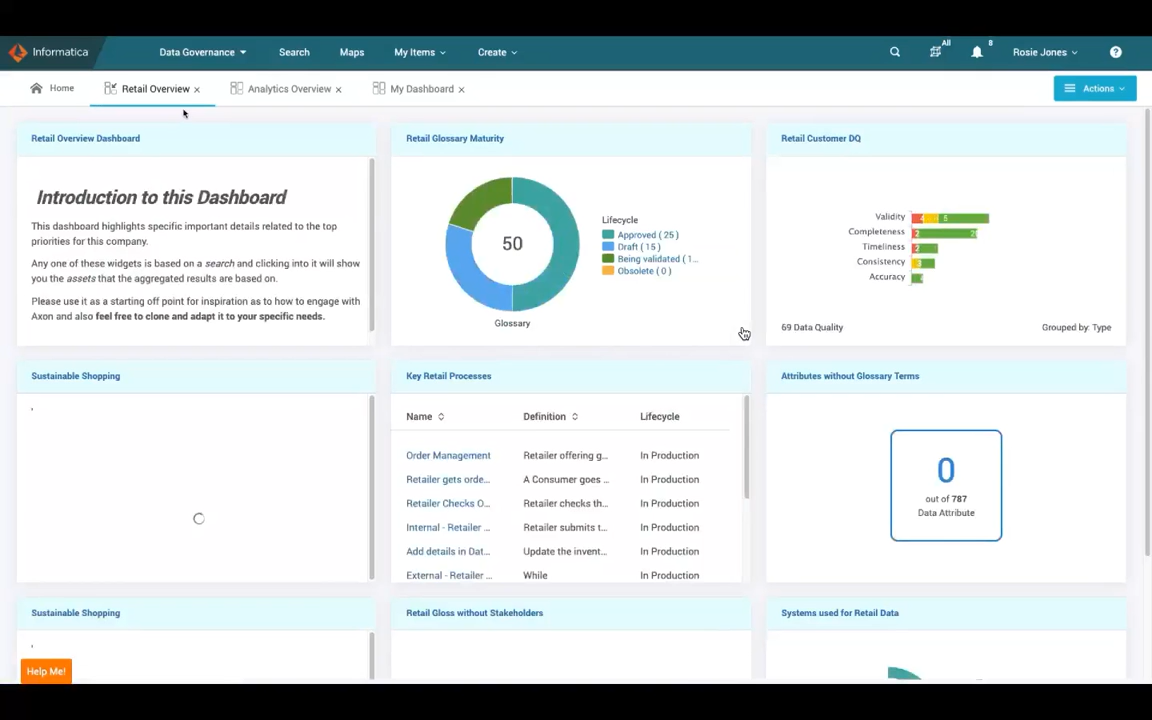 Informatica
Data Governance
Search
Maps
My Items
Create
All
8
Rosie Jones
Home
Retail Overview
Analytics Overview
My Dashboard
Actions
Retail Overview Dashboard
Introduction to this Dashboard
This dashboard highlights specific important details related to the top
priorities for this company.
Any one of these widgets is based on a search and clicking into it will show
you the assets that the aggregated results are based on.
Please use it as a starting off point for inspiration as to how to engage with
Axon and also feel free to clone and adapt it to your specific needs.
Retail Glossary Maturity
50
Glossary
Lifecycle
Approved ( 25 )
Draft ( 15 )
Being validated ( 1...
Obsolete ( 0 )
Retail Customer DQ
Validity
5
Completeness
2
Timeliness
2
Consistency
Accuracy
69 Data Quality
Grouped by: Type
Sustainable Shopping
,
Key Retail Processes
Name
Definition
Lifecycle
Order Management
Retailer offering g...
In Production
Retailer gets orde...
A Consumer goes ...
In Production
Retailer Checks O...
Retailer checks th...
In Production
Internal - Retailer ...
Retailer submits t...
In Production
Add details in Dat...
Update the invent...
In Production
External - Retailer ...
While
In Production
Attributes without Glossary Terms
0
out of 787
Data Attribute
Sustainable Shopping
,
Retail Gloss without Stakeholders
Systems used for Retail Data
Help Me!